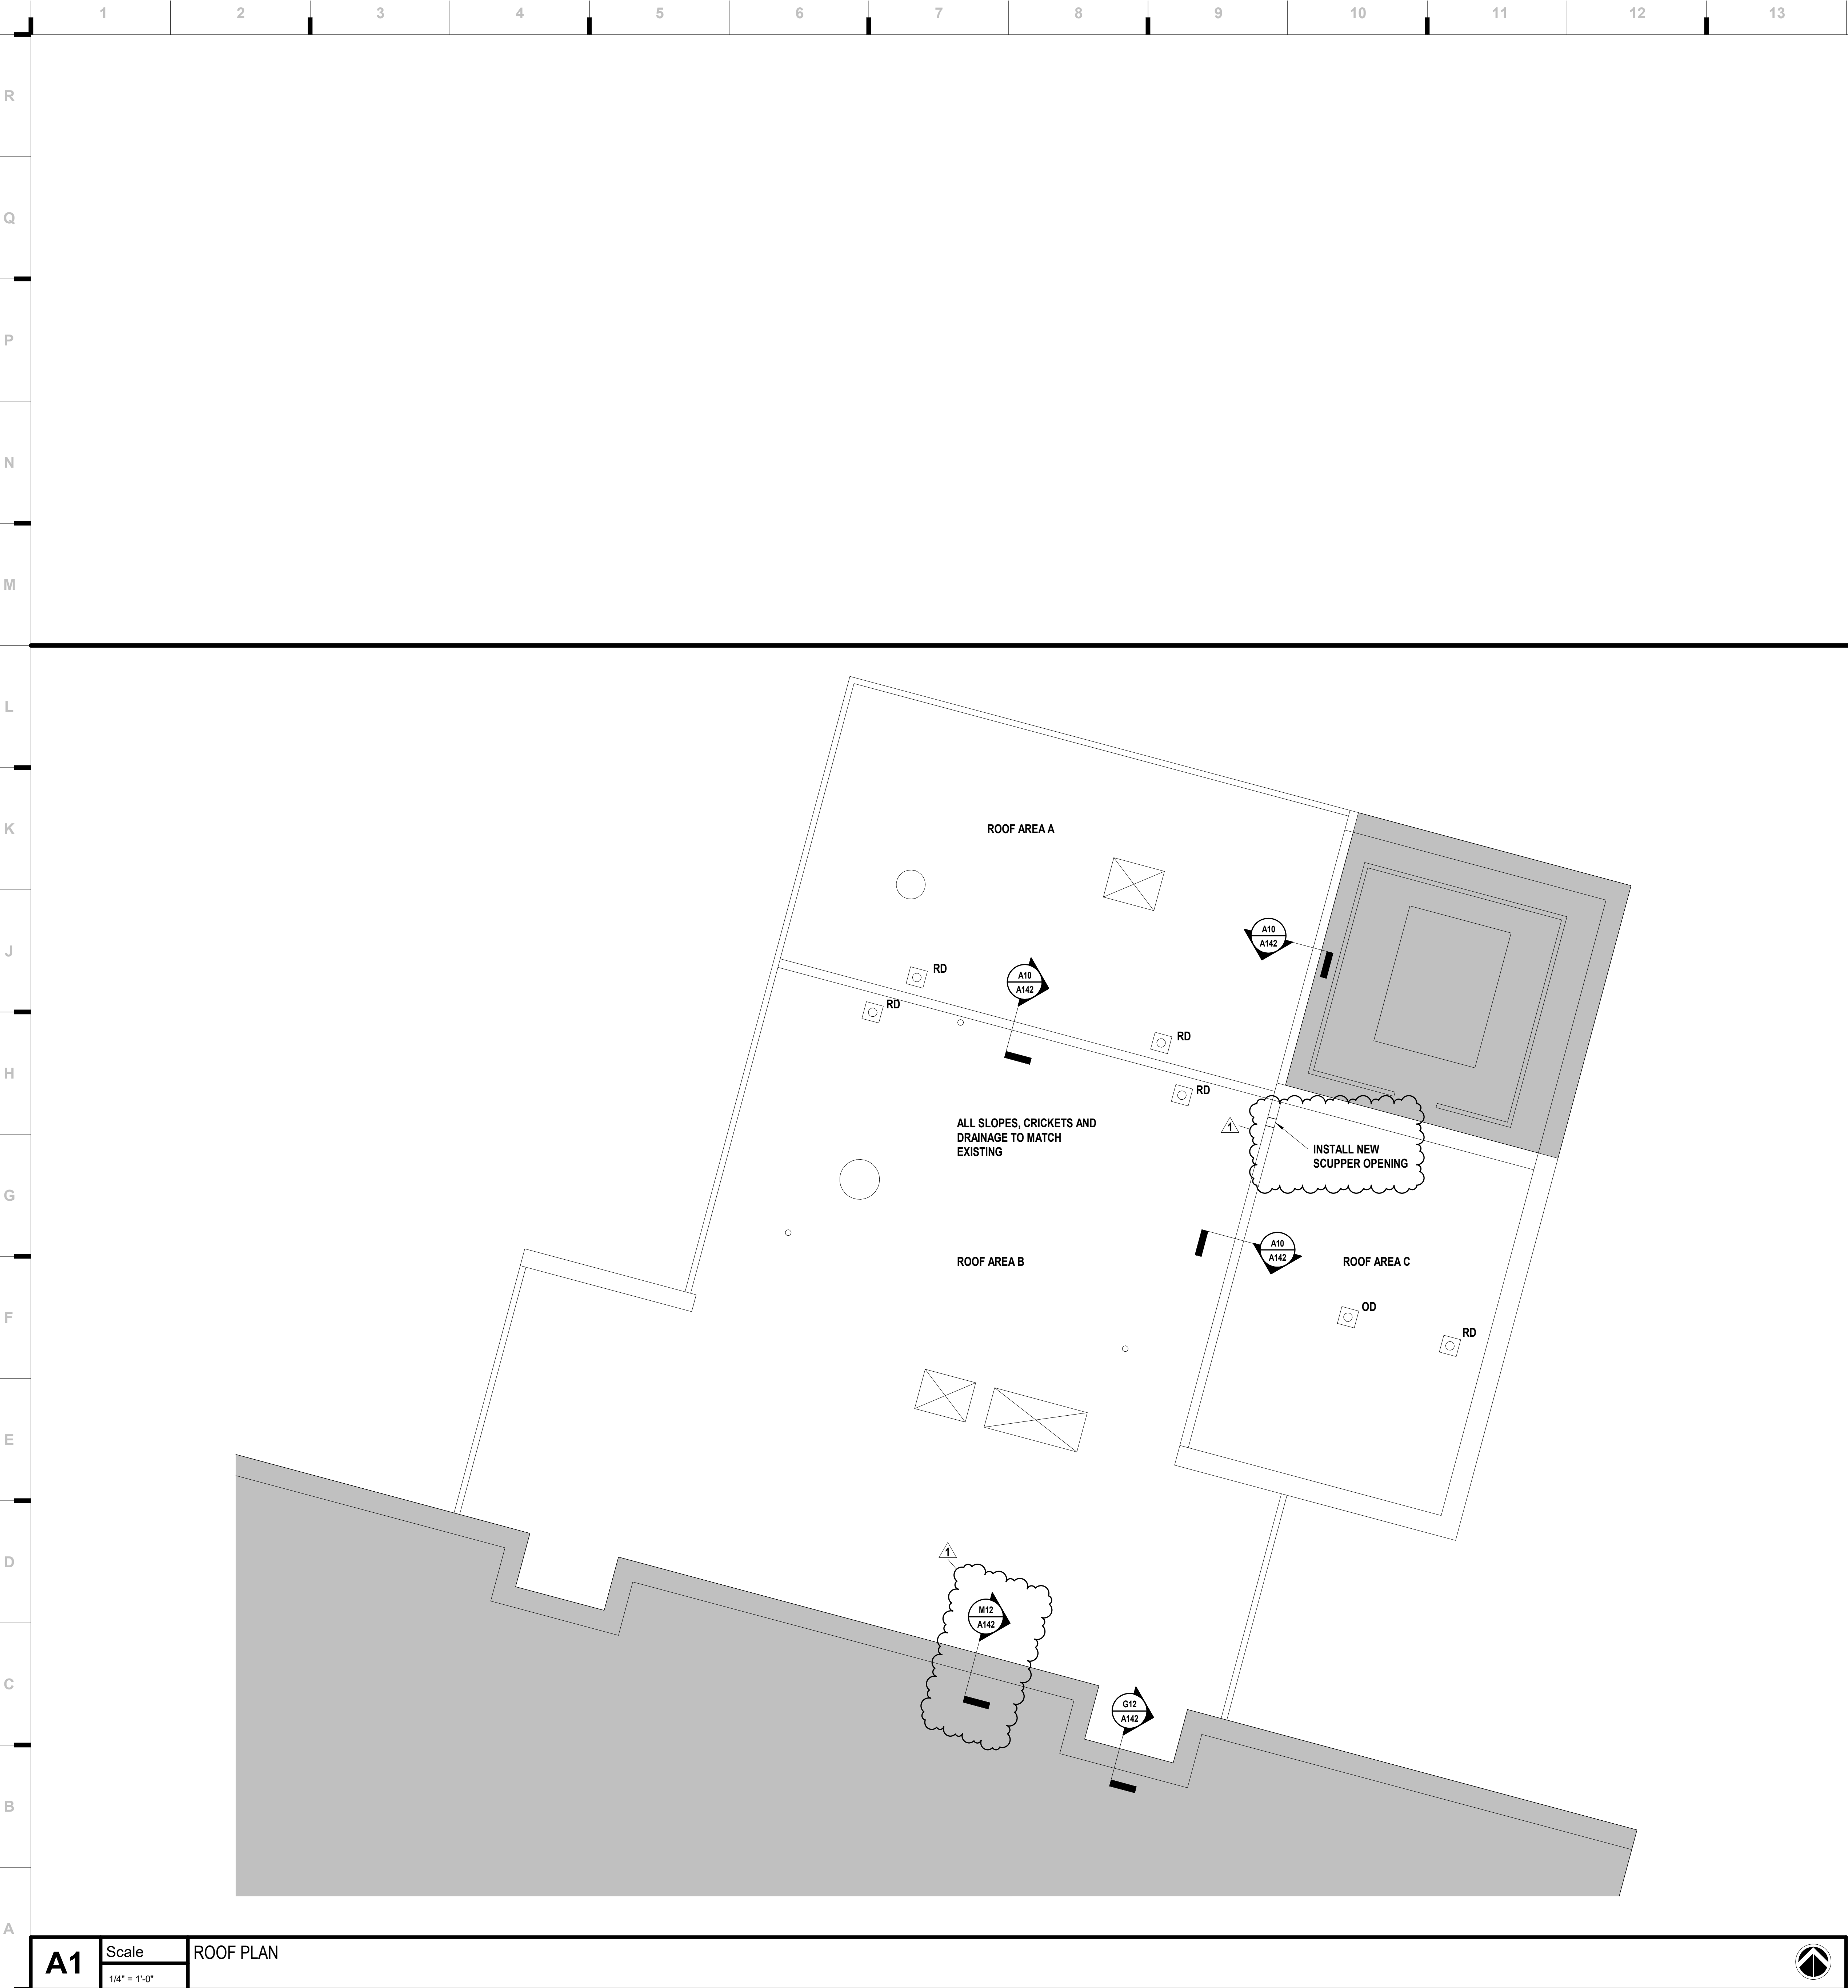 1 2 3 4 5 6 7 8 9 10 11 12 13
R
Q
P
N
M
L
K
J
H
G
F
E
D
C
B
A
ROOF AREA A
A10
A142
RD
A10
A142
RD
RD
RD
ALL SLOPES, CRICKETS AND
DRAINAGE TO MATCH
EXISTING
1
INSTALL NEW
SCUPPER OPENING
A10
A142
ROOF AREA B
ROOF AREA C
OD
RD
1
M12
A142
G12
A142
A1
Scale
1/4" = 1'-0"
ROOF PLAN